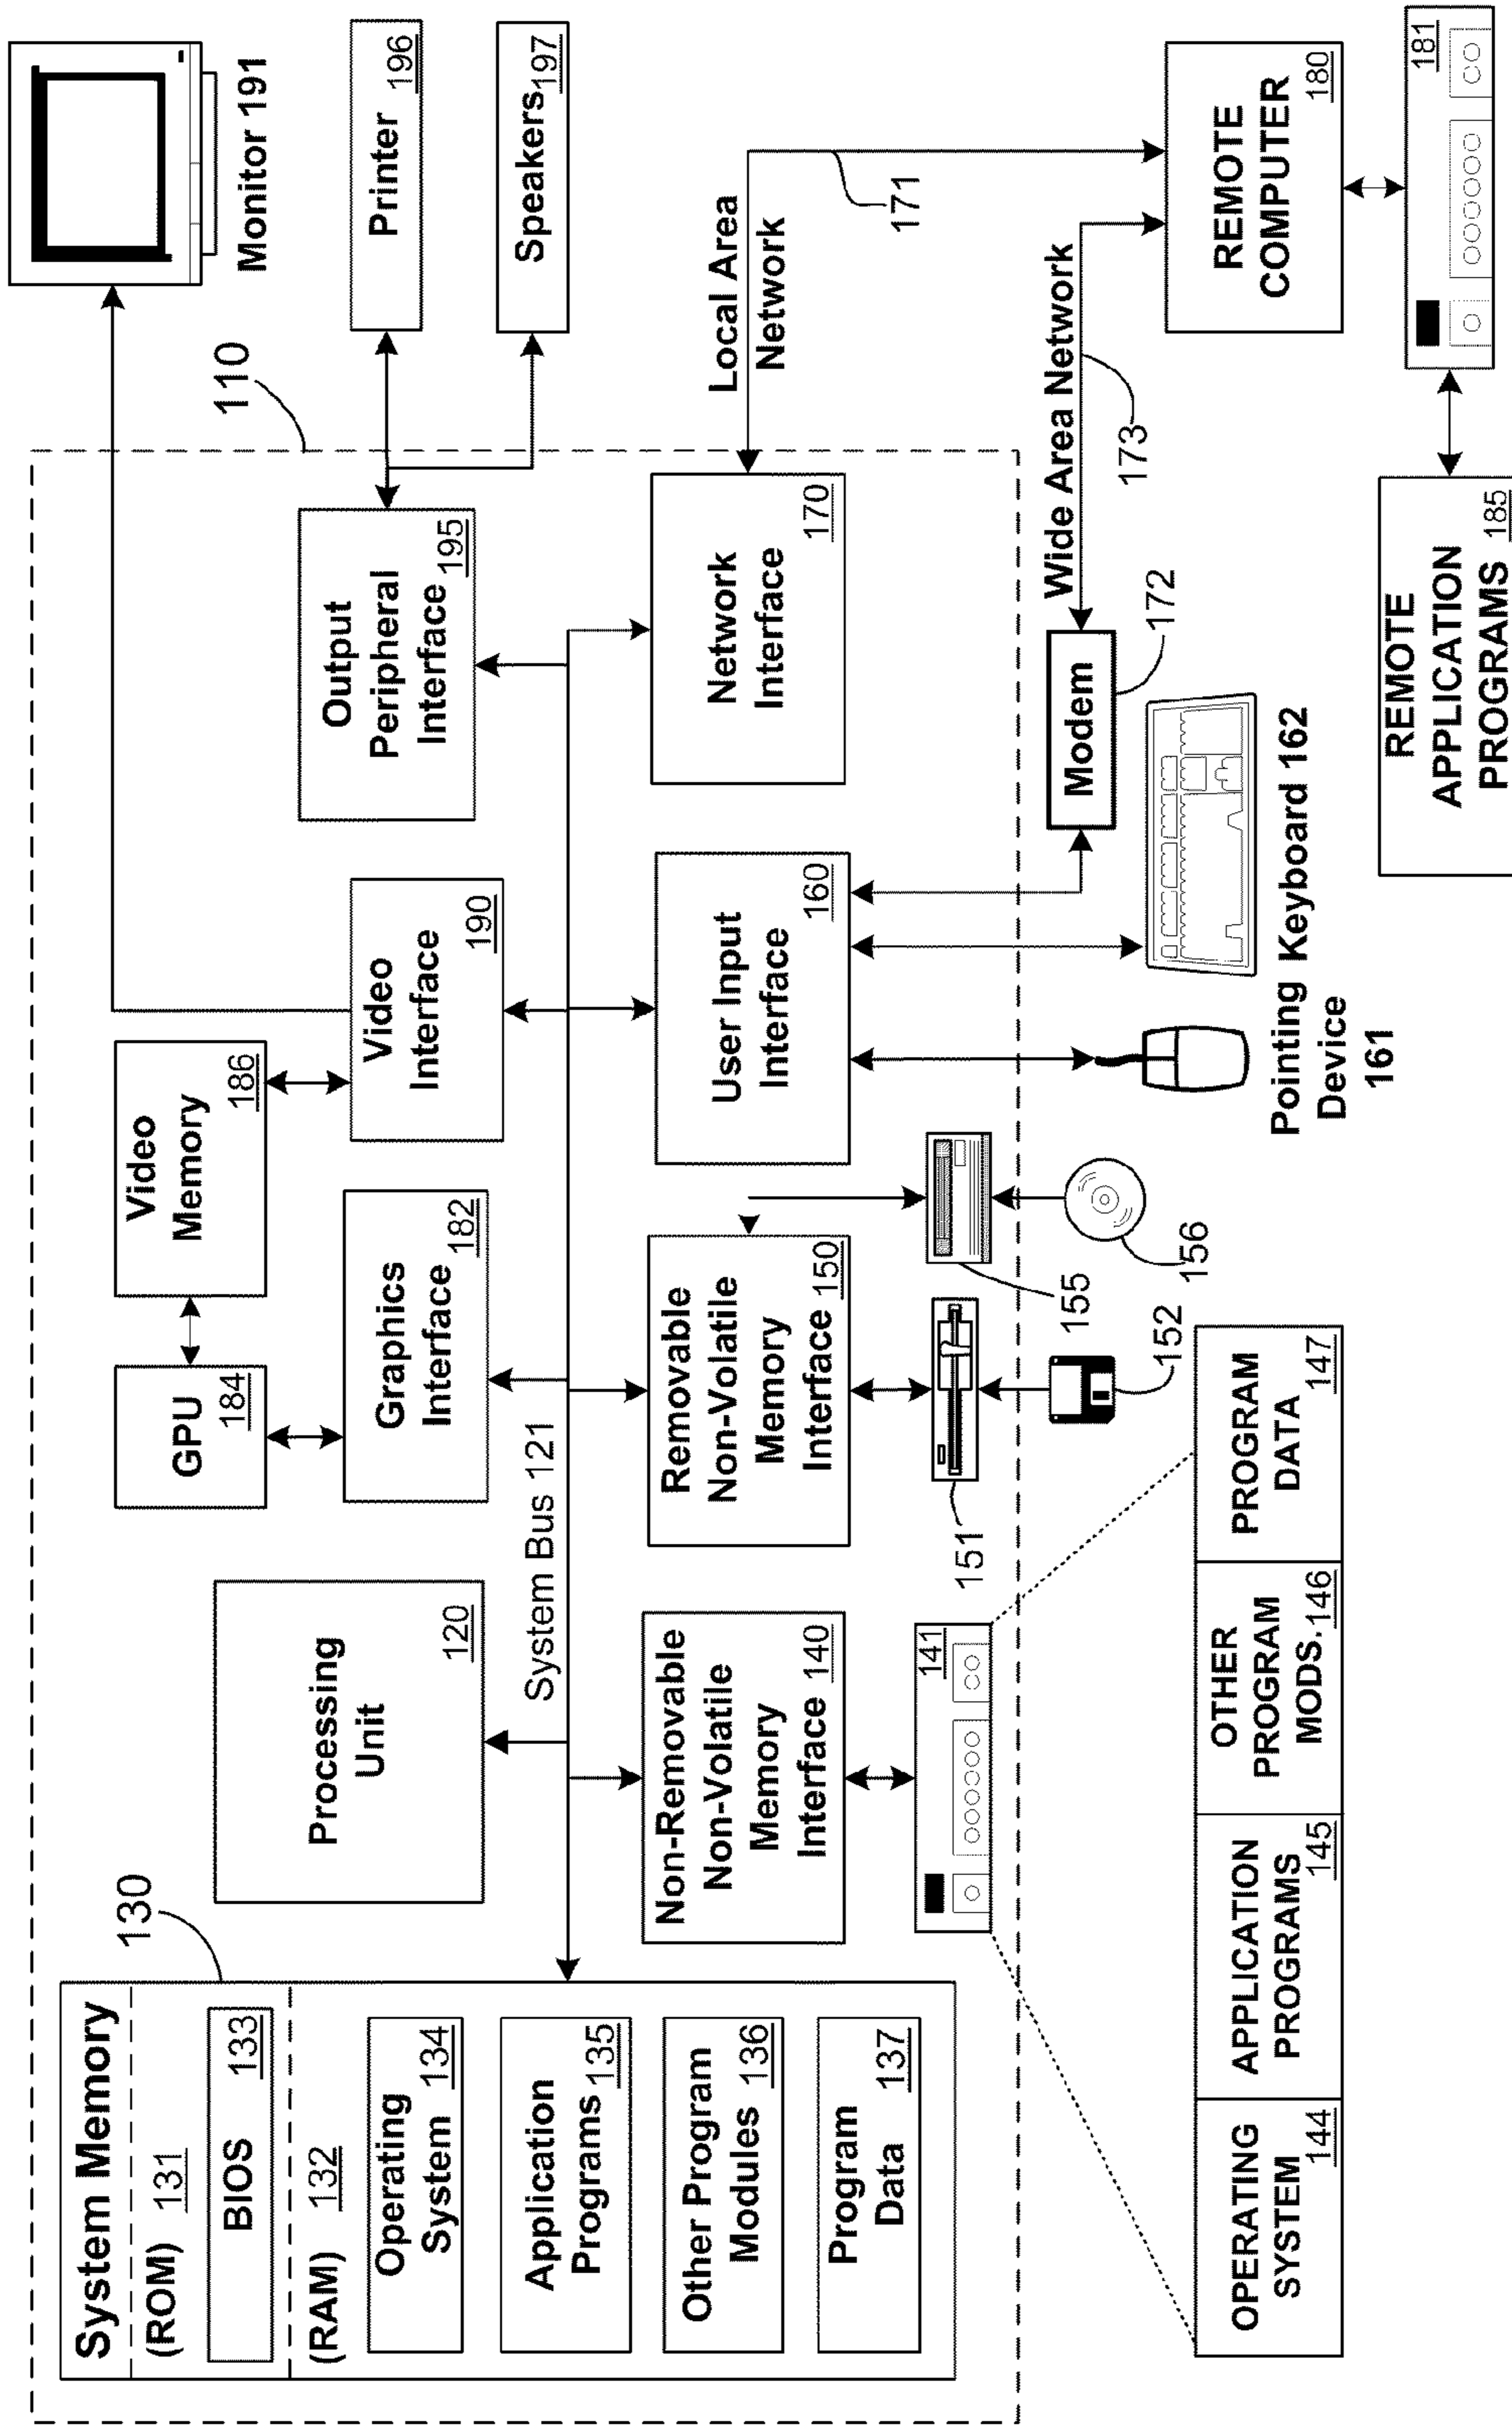 110
130
System Memory
(ROM) 131
BIOS 133
(RAM) 132
Operating
System 134
Application
Programs 135
Other Program
Modules 136
Program
Data 137
Processing
Unit
120
GPU
184
Video
Memory
186
Graphics
Interface
182
Video
Interface
190
Output
Peripheral
Interface 195
Monitor 191
Printer
196
Speakers 197
System Bus 121
Non-Removable
Non-Volatile
Memory
Interface 140
Removable
Non-Volatile
Memory
Interface 150
User Input
Interface
160
Network
Interface
170
Local Area
Network
171
141
151
155
152
156
Modem
172
Wide Area Network
173
Pointing
Device
161
Keyboard 162
REMOTE
COMPUTER
180
181
REMOTE
APPLICATION
PROGRAMS 185
OPERATING
SYSTEM 144
APPLICATION
PROGRAMS 145
OTHER
PROGRAM
MODS. 146
PROGRAM
DATA 147